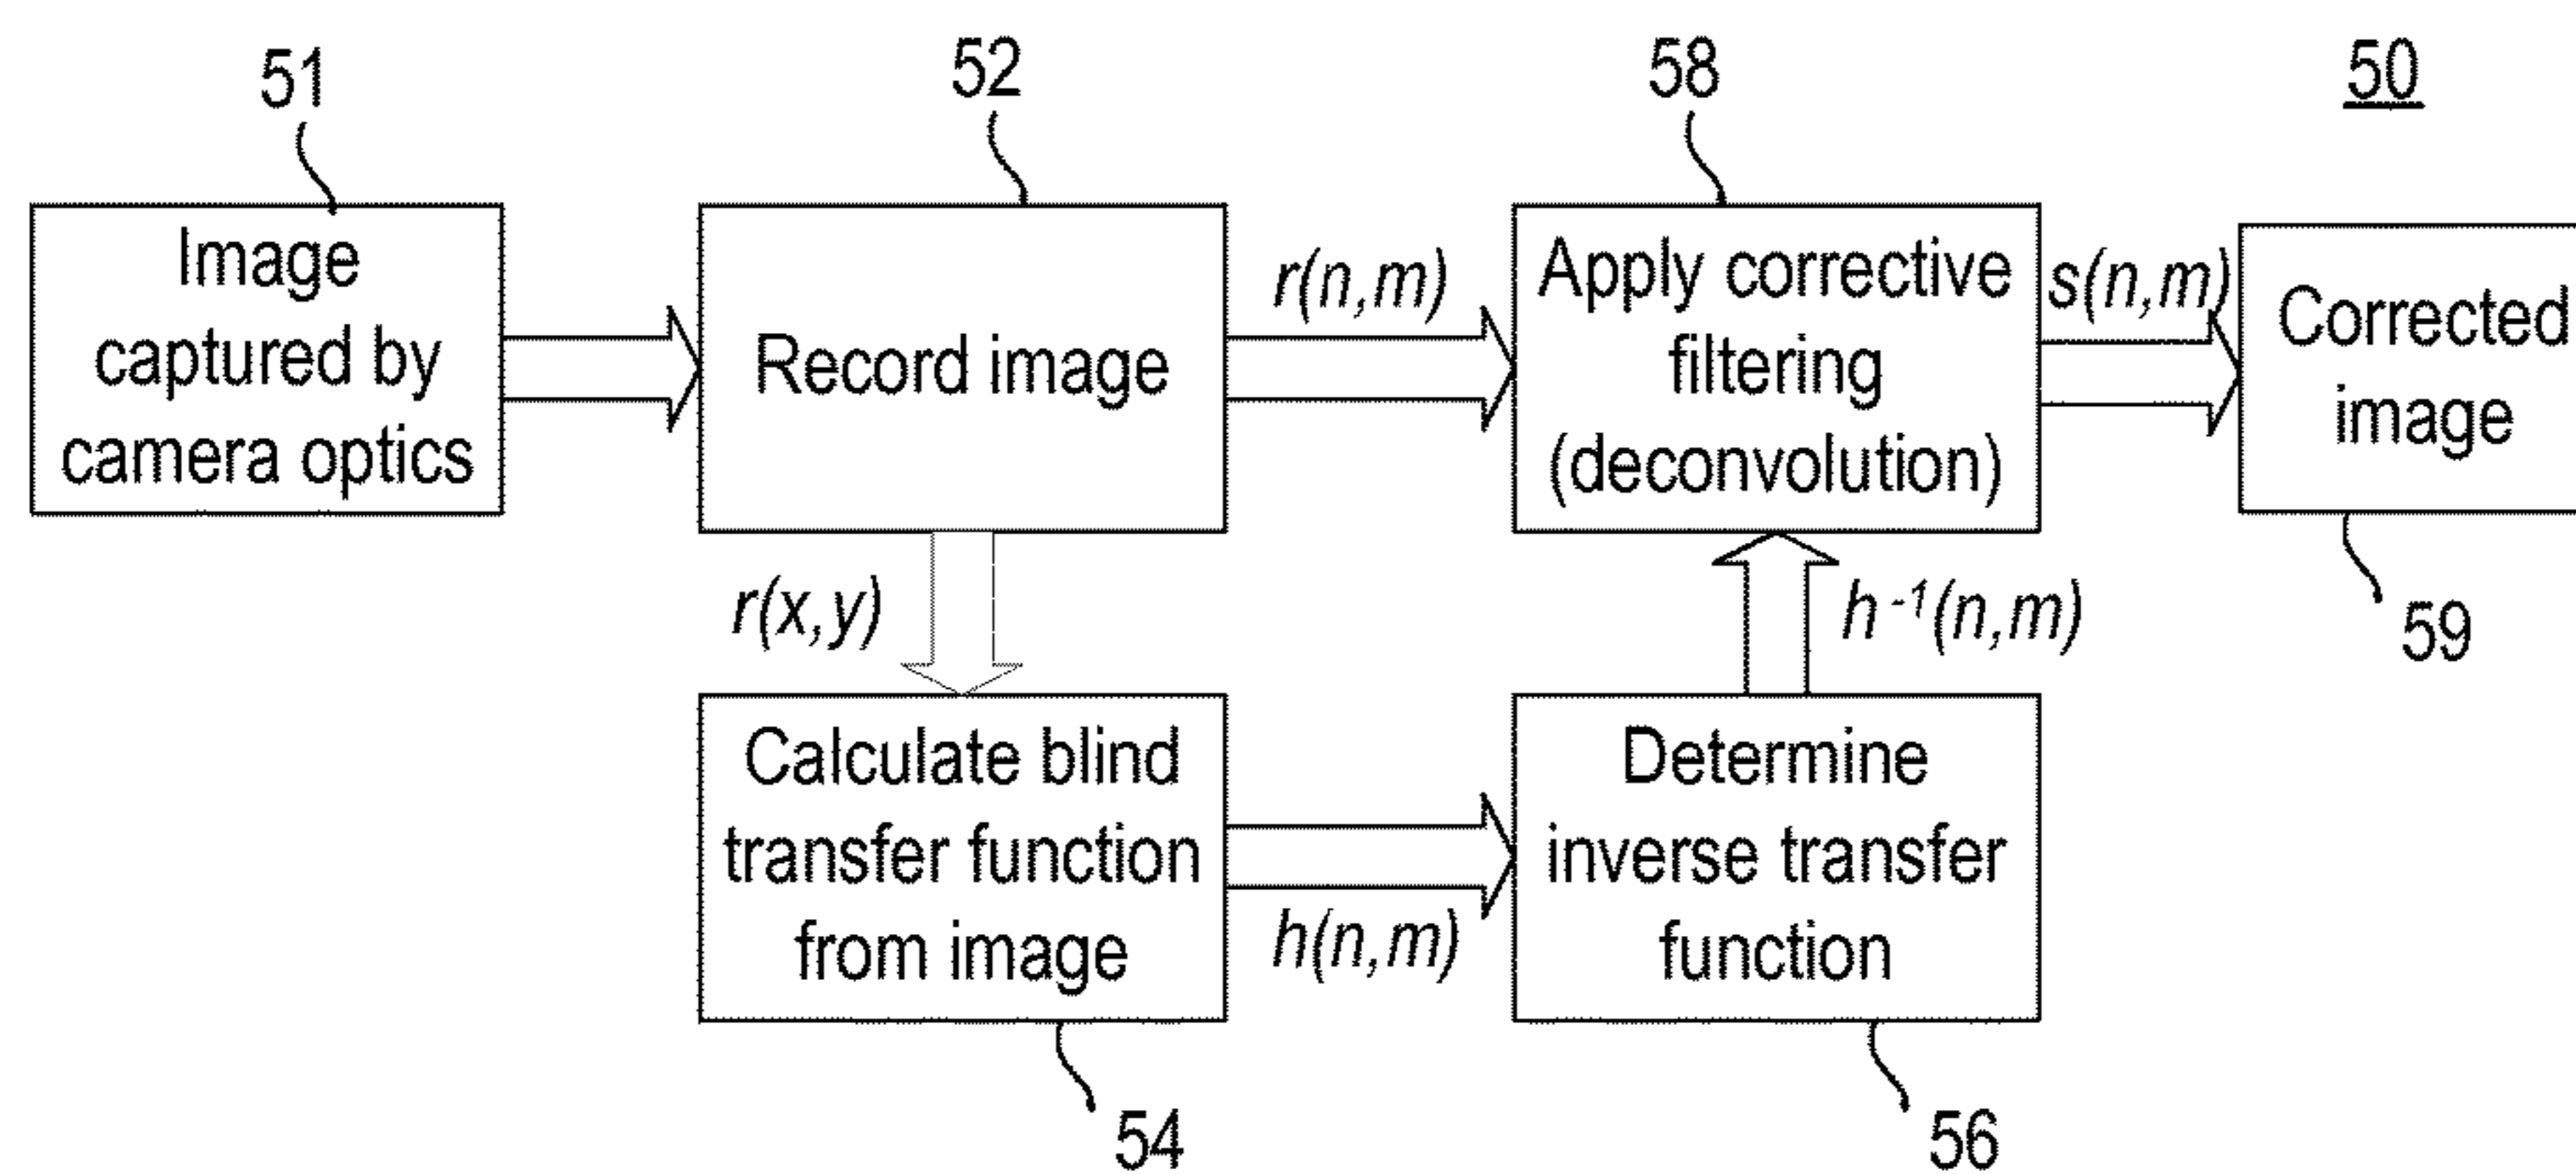 51
52
58
50
Image
captured by
camera optics
Record image
r(n,m)
Apply corrective
filtering
(deconvolution)
s(n,m)
Corrected
image
r(x,y)
h⁻¹(n,m)
59
Calculate blind
transfer function
from image
h(n,m)
Determine
inverse transfer
function
54
56